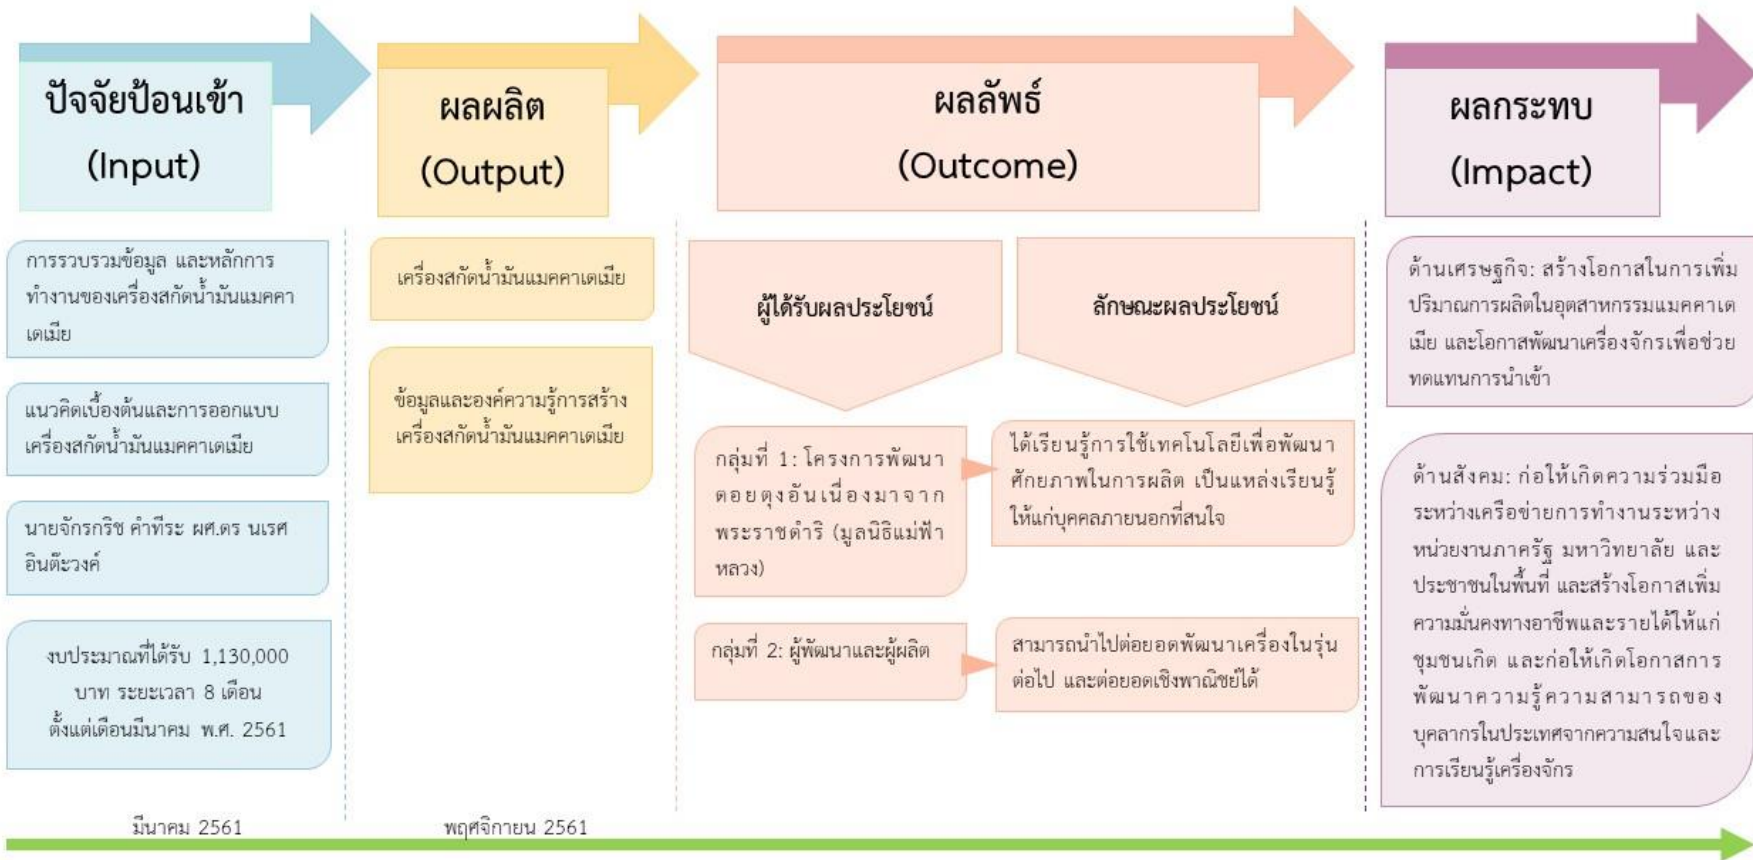 ปัจจัยป้อนเข้า
(Input)
ผลผลิต
(Output)
ผลลัพธ์
(Outcome)
ผลกระทบ
(Impact)
การรวบรวมข้อมูล และหลักการ
ทำงานของเครื่องสกัดน้ำมันแมคคา
เดเมีย
แนวคิดเบื้องต้นและการออกแบบ
เครื่องสกัดน้ำมันแมคคาเดเมีย
นายจักรกริช คำทีระ ผศ.ดร นเรศ
อินต๊ะวงค์
งบประมาณที่ได้รับ 1,130,000
บาท ระยะเวลา 8 เดือน
ตั้งแต่เดือนมีนาคม พ.ศ. 2561
เครื่องสกัดน้ำมันแมคคาเดเมีย
ข้อมูลและองค์ความรู้การสร้าง
เครื่องสกัดน้ำมันแมคคาเดเมีย
ผู้ได้รับผลประโยชน์
ลักษณะผลประโยชน์
กลุ่มที่ 1: โครงการพัฒนา
ดอยตุงอันเนื่องมาจาก
พระราชดำริ (มูลนิธิแม่ฟ้า
หลวง)
ได้เรียนรู้การใช้เทคโนโลยีเพื่อพัฒนา
ศักยภาพในการผลิต เป็นแหล่งเรียนรู้
ให้แก่บุคคลภายนอกที่สนใจ
กลุ่มที่ 2: ผู้พัฒนาและผู้ผลิต
สามารถนำไปต่อยอดพัฒนาเครื่องในรุ่น
ต่อไป และต่อยอดเชิงพาณิชย์ได้
ด้านเศรษฐกิจ: สร้างโอกาสในการเพิ่ม
ปริมาณการผลิตในอุตสาหกรรมแมคคาเด
เมีย และโอกาสพัฒนาเครื่องจักรเพื่อช่วย
ทดแทนการนำเข้า
ด้านสังคม: ก่อให้เกิดความร่วมมือ
ระหว่างเครือข่ายการทำงานระหว่าง
หน่วยงานภาครัฐ มหาวิทยาลัย และ
ประชาชนในพื้นที่ และสร้างโอกาสเพิ่ม
ความมั่นคงทางอาชีพและรายได้ให้แก่
ชุมชนเกิด และก่อให้เกิดโอกาสการ
พัฒนาความรู้ความสามารถของ
บุคลากรในประเทศจากความสนใจและ
การเรียนรู้เครื่องจักร
มีนาคม 2561
พฤศจิกายน 2561